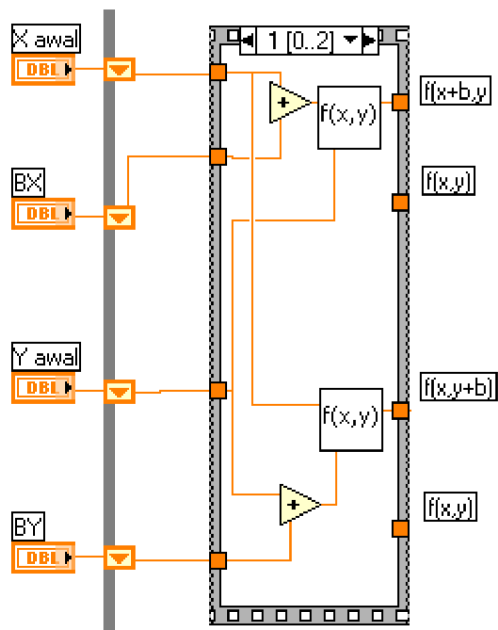 X awal
DBL
1 [0..2]
+
f(x,y)
f(x+b,y
BX
DBL
f(x,y)
Y awal
DBL
f(x,y)
f(x,y+b)
+
f(x,y)
BY
DBL